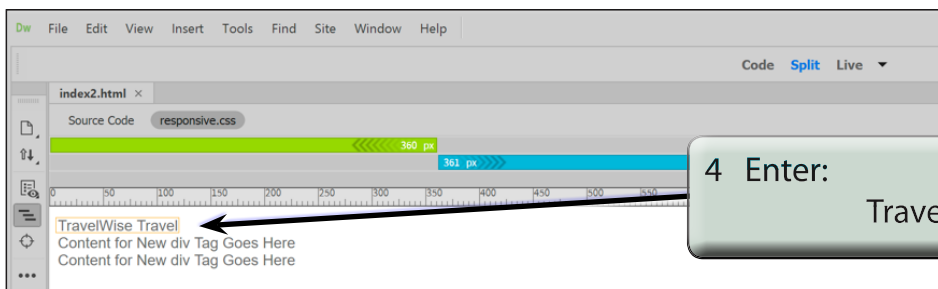 Dw File Edit View Insert Tools Find Site Window Help
Code Split Live
index2.html ×
Source Code responsive.css
360 px
361 px
0 50 100 150 200 250 300 350 400 450 500 550
TravelWise Travel
Content for New div Tag Goes Here
Content for New div Tag Goes Here
4 Enter: